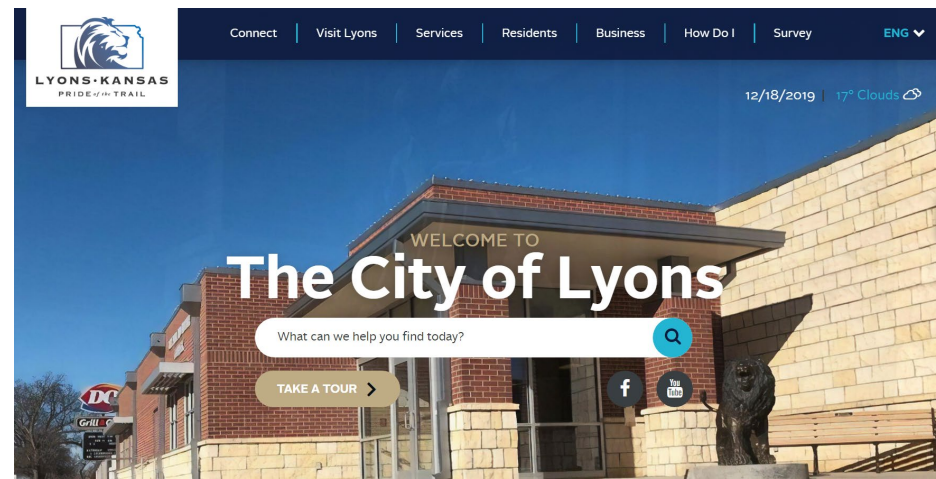 Connect
Visit Lyons
Services
Residents
Business
How Do I
Survey
ENG
LYONS·KANSAS
PRIDE of the TRAIL
12/18/2019 | 17° Clouds
WELCOME TO
The City of Lyons
What can we help you find today?
TAKE A TOUR
f
You
Tube
DQ
Grill &